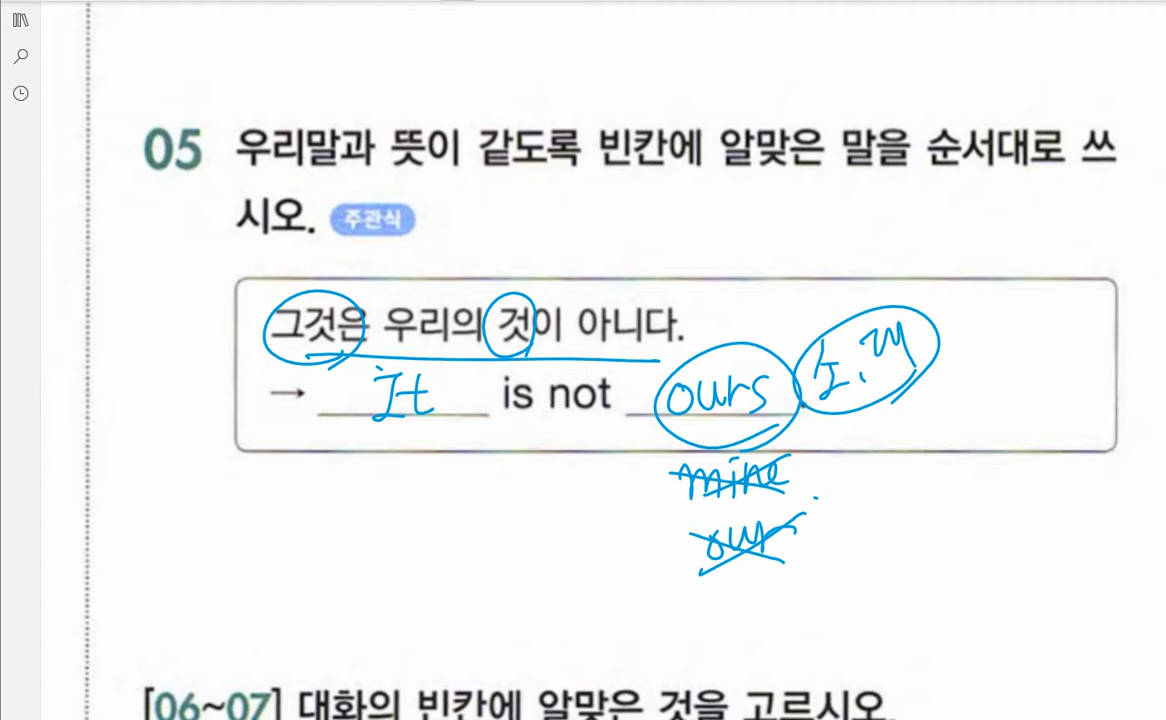 05 우리말과 뜻이 같도록 빈칸에 알맞은 말을 순서대로 쓰
시오. 주관식
그것은 우리의 것이 아니다.
→ It is not ours. 소.대
mine
our
[06~07] 대화의 빈칸에 알맞은 것을 고르시오.